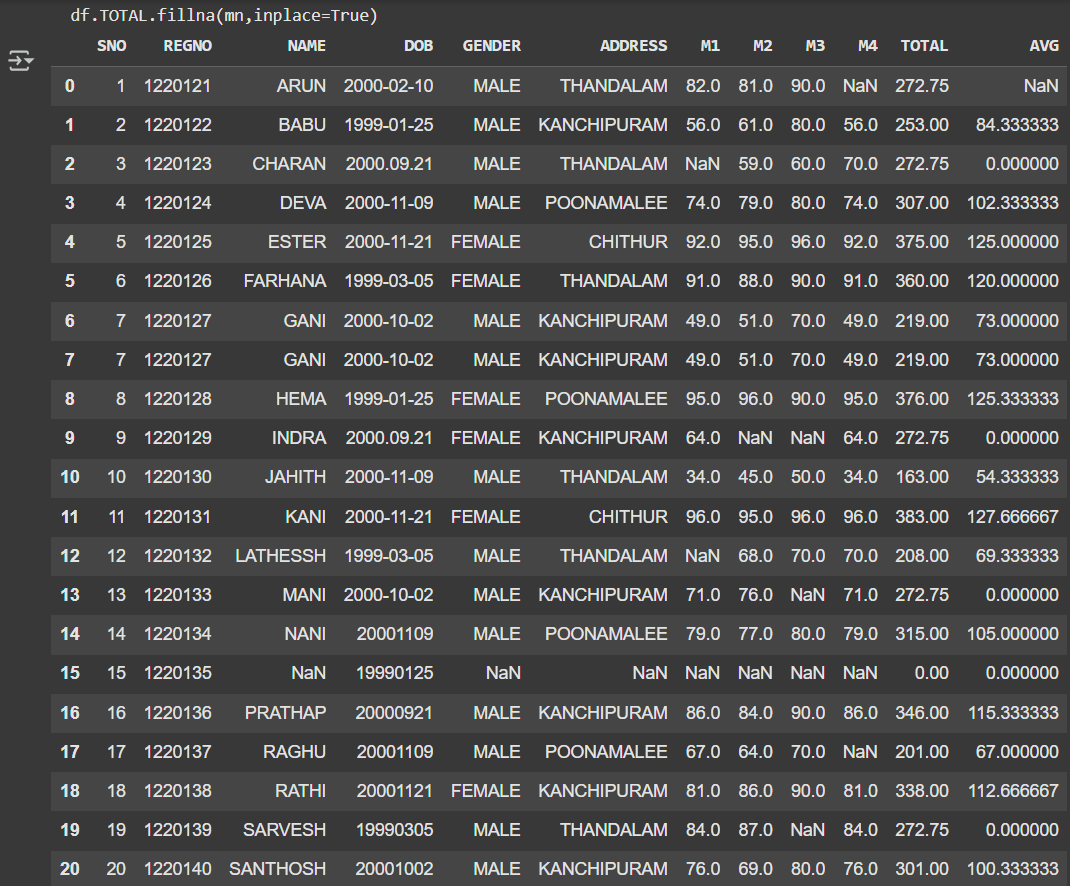 df.TOTAL.fillna(mn,inplace=True)
SNO REGNO NAME DOB GENDER ADDRESS M1 M2 M3 M4 TOTAL AVG
0 1 1220121 ARUN 2000-02-10 MALE THANDALAM 82.0 81.0 90.0 NaN 272.75 NaN
1 2 1220122 BABU 1999-01-25 MALE KANCHIPURAM 56.0 61.0 80.0 56.0 253.00 84.333333
2 3 1220123 CHARAN 2000.09.21 MALE THANDALAM NaN 59.0 60.0 70.0 272.75 0.000000
3 4 1220124 DEVA 2000-11-09 MALE POONAMALEE 74.0 79.0 80.0 74.0 307.00 102.333333
4 5 1220125 ESTER 2000-11-21 FEMALE CHITHUR 92.0 95.0 96.0 92.0 375.00 125.000000
5 6 1220126 FARHANA 1999-03-05 FEMALE THANDALAM 91.0 88.0 90.0 91.0 360.00 120.000000
6 7 1220127 GANI 2000-10-02 MALE KANCHIPURAM 49.0 51.0 70.0 49.0 219.00 73.000000
7 7 1220127 GANI 2000-10-02 MALE KANCHIPURAM 49.0 51.0 70.0 49.0 219.00 73.000000
8 8 1220128 HEMA 1999-01-25 FEMALE POONAMALEE 95.0 96.0 90.0 95.0 376.00 125.333333
9 9 1220129 INDRA 2000.09.21 FEMALE KANCHIPURAM 64.0 NaN NaN 64.0 272.75 0.000000
10 10 1220130 JAHITH 2000-11-09 MALE THANDALAM 34.0 45.0 50.0 34.0 163.00 54.333333
11 11 1220131 KANI 2000-11-21 FEMALE CHITHUR 96.0 95.0 96.0 96.0 383.00 127.666667
12 12 1220132 LATHESSH 1999-03-05 MALE THANDALAM NaN 68.0 70.0 70.0 208.00 69.333333
13 13 1220133 MANI 2000-10-02 MALE KANCHIPURAM 71.0 76.0 NaN 71.0 272.75 0.000000
14 14 1220134 NANI 20001109 MALE POONAMALEE 79.0 77.0 80.0 79.0 315.00 105.000000
15 15 1220135 NaN 19990125 NaN NaN NaN NaN NaN NaN 0.00 0.000000
16 16 1220136 PRATHAP 20000921 MALE KANCHIPURAM 86.0 84.0 90.0 86.0 346.00 115.333333
17 17 1220137 RAGHU 20001109 MALE POONAMALEE 67.0 64.0 70.0 NaN 201.00 67.000000
18 18 1220138 RATHI 20001121 FEMALE KANCHIPURAM 81.0 86.0 90.0 81.0 338.00 112.666667
19 19 1220139 SARVESH 19990305 MALE THANDALAM 84.0 87.0 NaN 84.0 272.75 0.000000
20 20 1220140 SANTHOSH 20001002 MALE KANCHIPURAM 76.0 69.0 80.0 76.0 301.00 100.333333